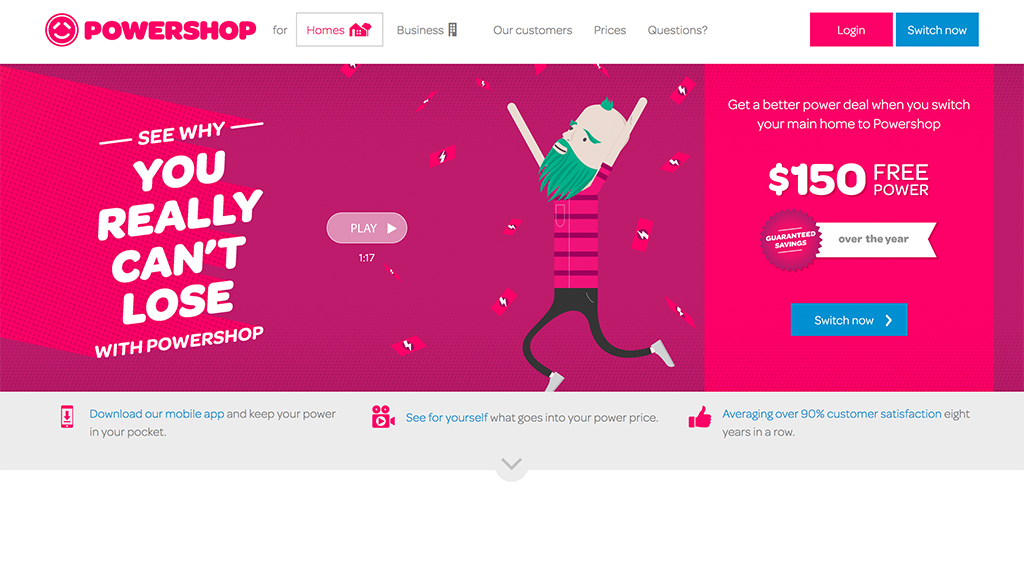 POWERSHOP
for
Homes
Business
Our customers
Prices
Questions?
Login
Switch now
SEE WHY
YOU
REALLY
CAN'T
LOSE
WITH POWERSHOP
PLAY
1:17
Get a better power deal when you switch
your main home to Powershop
$150 FREE
POWER
GUARANTEED
SAVINGS
over the year
Switch now
Download our mobile app and keep your power
in your pocket.
See for yourself what goes into your power price.
Averaging over 90% customer satisfaction eight
years in a row.